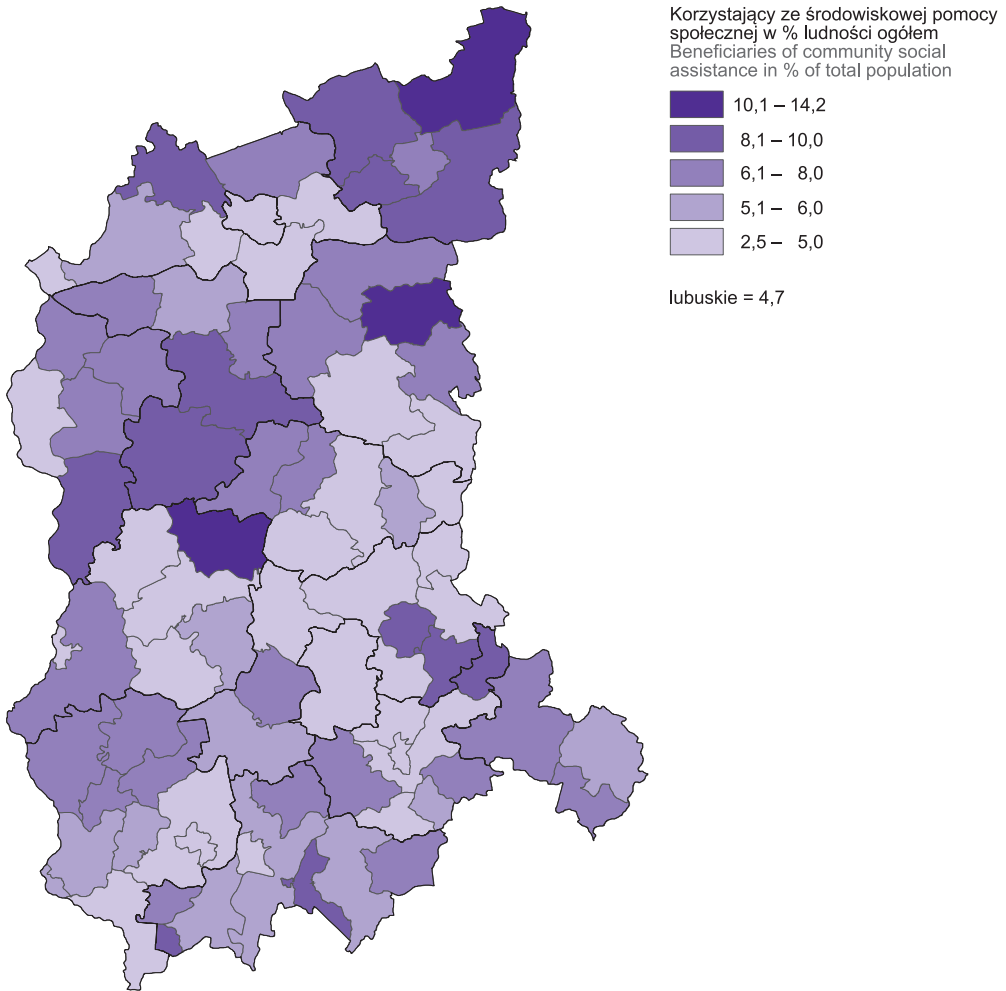 Korzystający ze środowiskowej pomocy
społecznej w % ludności ogółem
Beneficiaries of community social
assistance in % of total population
10,1 – 14,2
8,1 – 10,0
6,1 – 8,0
5,1 – 6,0
2,5 – 5,0
lubuskie = 4,7